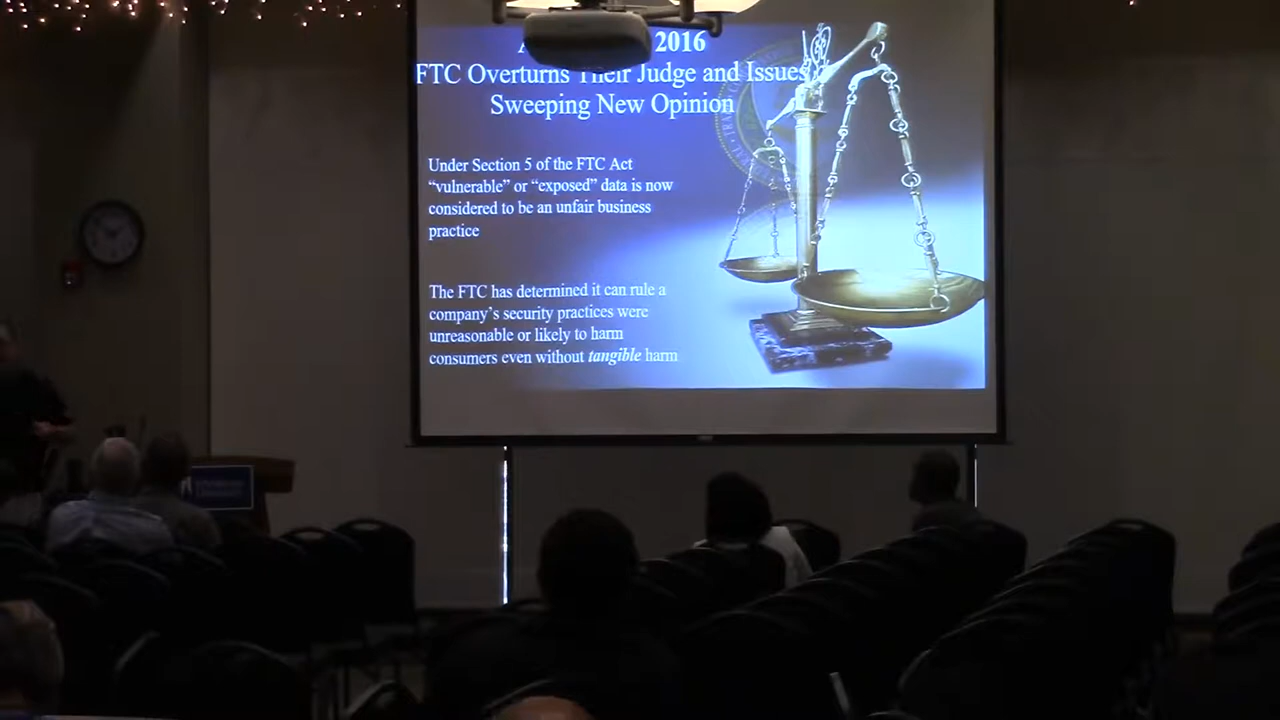 2016
FTC Overturns Their Judge and Issues
Sweeping New Opinion
Under Section 5 of the FTC Act
“vulnerable” or “exposed” data is now
considered to be an unfair business
practice
The FTC has determined it can rule a
company’s security practices were
unreasonable or likely to harm
consumers even without tangible harm